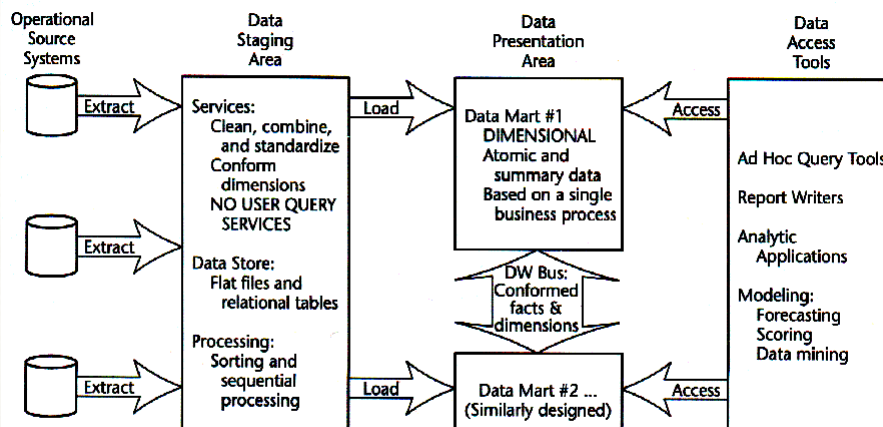 Operational
Source
Systems
Data
Staging
Area
Data
Presentation
Area
Data
Access
Tools
Extract
Extract
Extract
Services:
Clean, combine,
and standardize
Conform
dimensions
NO USER QUERY
SERVICES
Data Store:
Flat files and
relational tables
Processing:
Sorting and
sequential
processing
Load
Load
Data Mart #1
DIMENSIONAL
Atomic and
summary data
Based on a single
business process
DW Bus:
Conformed
facts &
dimensions
Data Mart #2 ...
(Similarly designed)
Access
Access
Ad Hoc Query Tools
Report Writers
Analytic
Applications
Modeling:
Forecasting
Scoring
Data mining